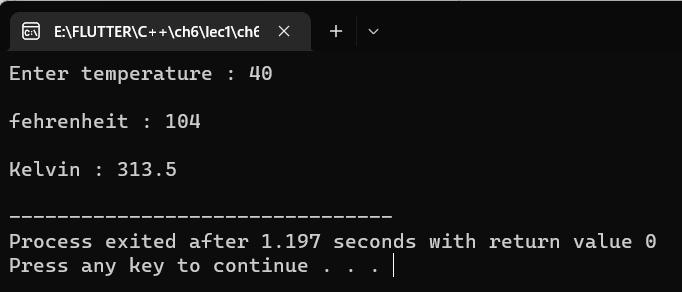 E:\FLUTTER\C++\ch6\lec1\ch6
Enter temperature : 40
fehrenheit : 104
Kelvin : 313.5
--------------------------------
Process exited after 1.197 seconds with return value 0
Press any key to continue . . .